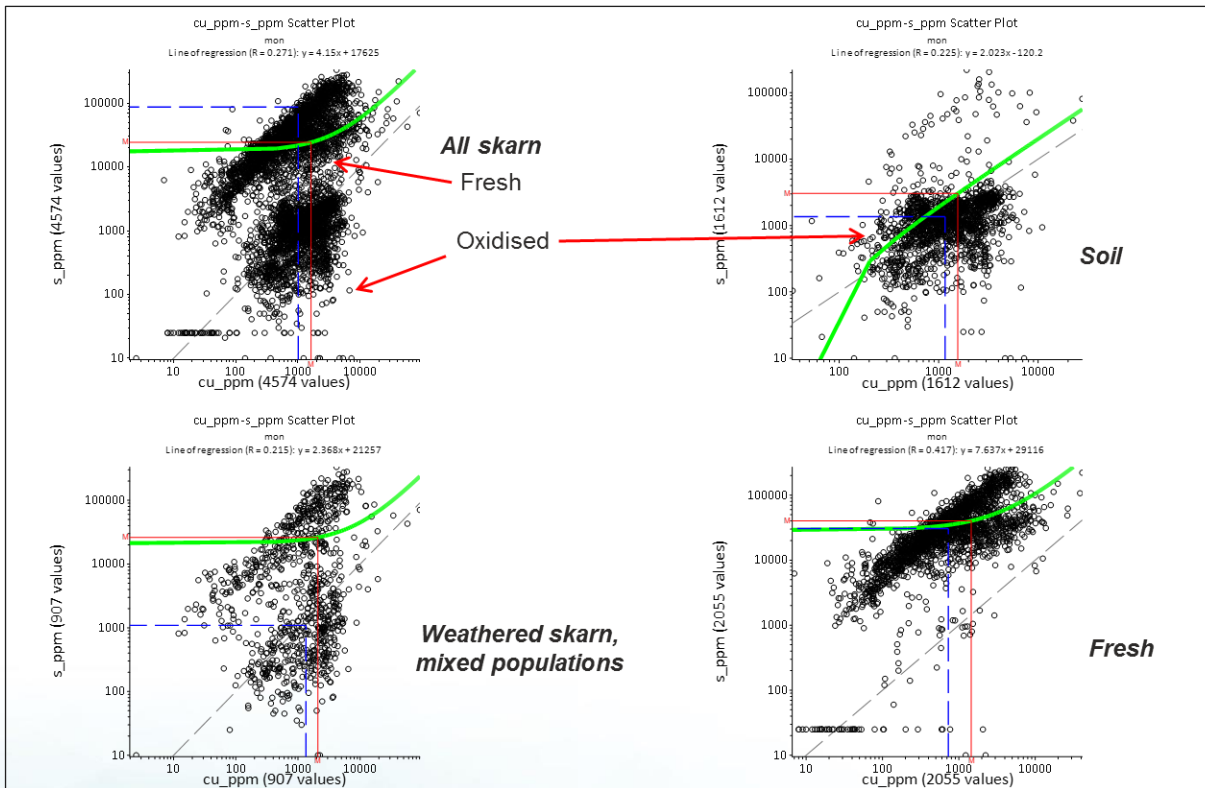 cu_ppm-s_ppm Scatter Plot
mon
Line of regression (R = 0.271): y = 4.15x + 17625
100000
10000
1000
100
10
s_ppm (4574 values)
M
10
100
1000
10000
M
cu_ppm (4574 values)
All skarn
Fresh
Oxidised
cu_ppm-s_ppm Scatter Plot
mon
Line of regression (R = 0.225): y = 2.023x - 120.2
100000
10000
1000
100
10
s_ppm (1612 values)
M
100
1000
10000
M
cu_ppm (1612 values)
Soil
cu_ppm-s_ppm Scatter Plot
mon
Line of regression (R = 0.215): y = 2.368x + 21257
100000
10000
1000
100
10
s_ppm (907 values)
M
10
100
1000
10000
M
cu_ppm (907 values)
Weathered skarn,
mixed populations
cu_ppm-s_ppm Scatter Plot
mon
Line of regression (R = 0.417): y = 7.637x + 29116
100000
10000
1000
100
10
s_ppm (2055 values)
M
10
100
1000
10000
M
cu_ppm (2055 values)
Fresh